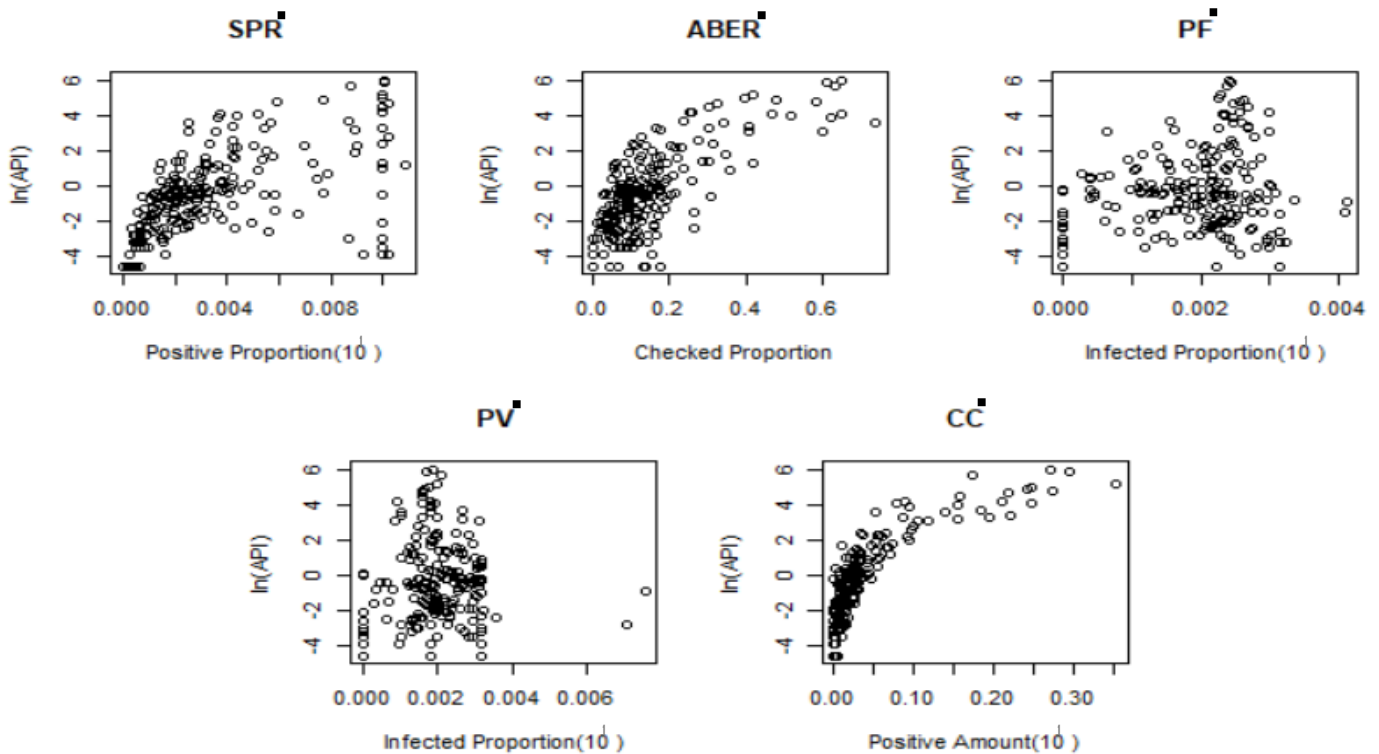 SPR
ABER
PF
ln(API)
6
4
2
0
-2
-4
0.000 0.004 0.008
Positive Proportion(10 )
ln(API)
6
4
2
0
-2
-4
0.0 0.2 0.4 0.6
Checked Proportion
ln(API)
6
4
2
0
-2
-4
0.000 0.002 0.004
Infected Proportion(10 )
PV
CC
ln(API)
6
4
2
0
-2
-4
0.000 0.002 0.004 0.006
Infected Proportion(10 )
ln(API)
6
4
2
0
-2
-4
0.00 0.10 0.20 0.30
Positive Amount(10 )